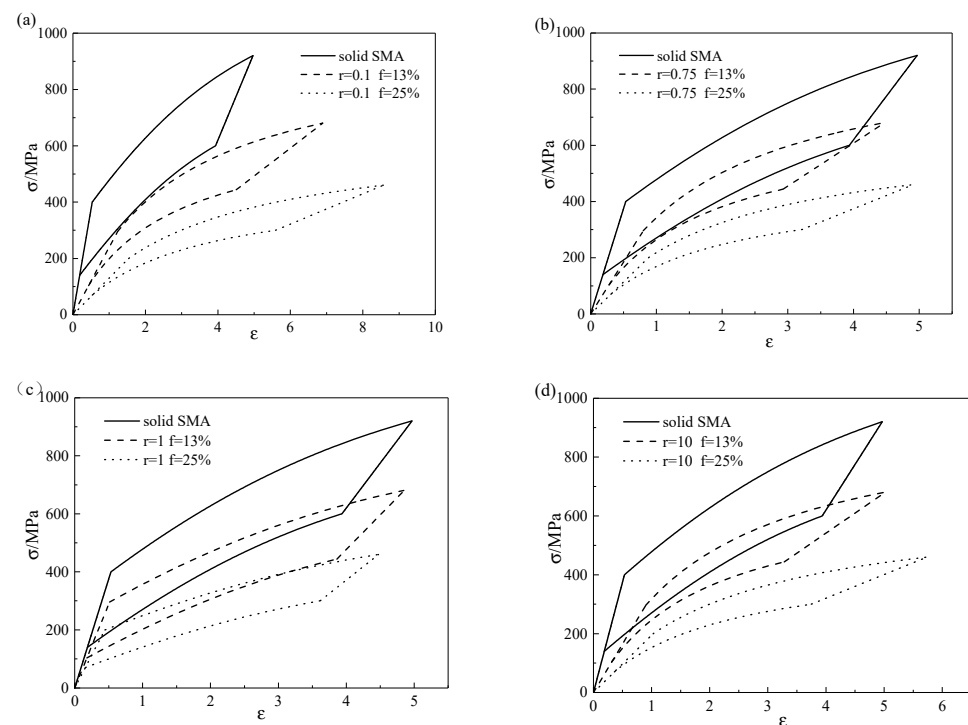 (a)
1000
800
600
400
200
0
σ/MPa
solid SMA
r=0.1 f=13%
r=0.1 f=25%
0 2 4 6 8 10
ε
(b)
1000
800
600
400
200
0
σ/MPa
solid SMA
r=0.75 f=13%
r=0.75 f=25%
0 1 2 3 4 5
ε
（c）
1000
800
600
400
200
0
σ/MPa
solid SMA
r=1 f=13%
r=1 f=25%
0 1 2 3 4 5
ε
(d)
1000
800
600
400
200
0
σ/MPa
solid SMA
r=10 f=13%
r=10 f=25%
0 1 2 3 4 5 6
ε